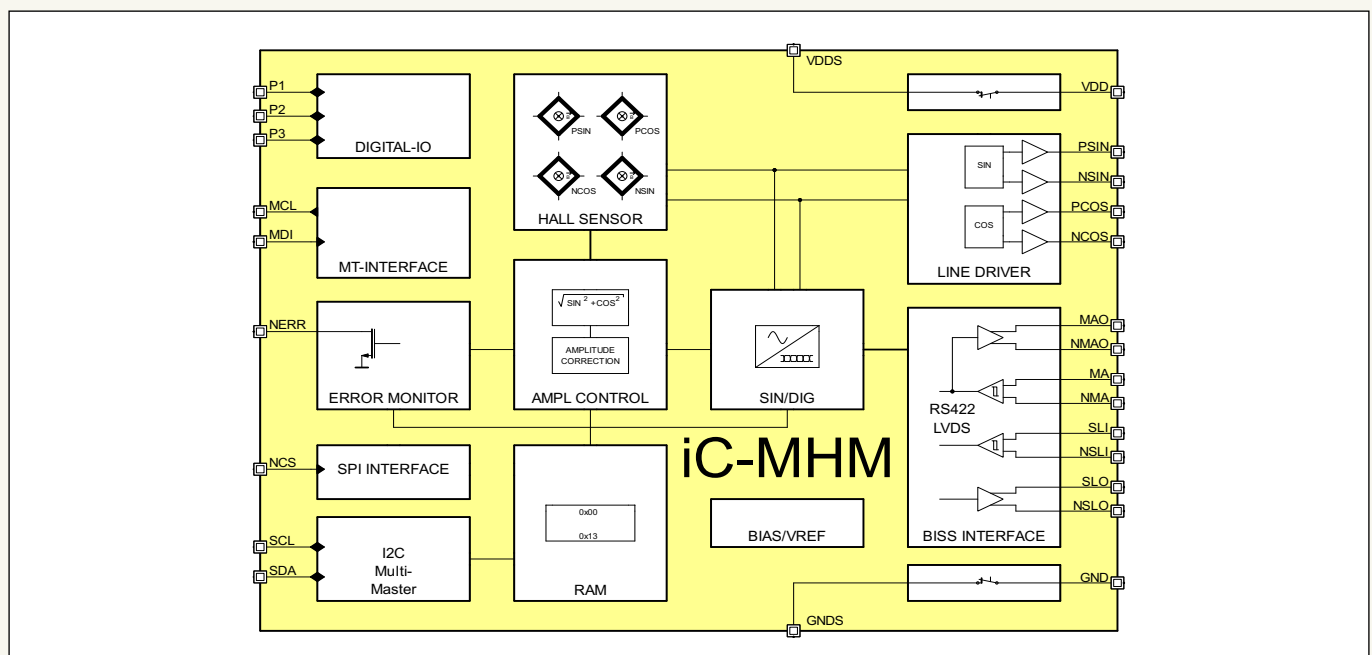 VDDS
P1
P2
P3
DIGITAL-IO
PSIN
PCOS
NCOS
NSIN
HALL SENSOR
VDD
SIN
COS
PSIN
NSIN
PCOS
NCOS
LINE DRIVER
MCL
MDI
MT-INTERFACE
NERR
ERROR MONITOR
√SIN² +COS²
AMPLITUDE
CORRECTION
AMPL CONTROL
SIN/DIG
RS422
LVDS
MAO
NMAO
MA
NMA
SLI
NSLI
SLO
NSLO
BISS INTERFACE
iC-MHM
NCS
SPI INTERFACE
SCL
SDA
I2C
Multi-
Master
0x00
0x13
RAM
BIAS/VREF
GND
GNDS